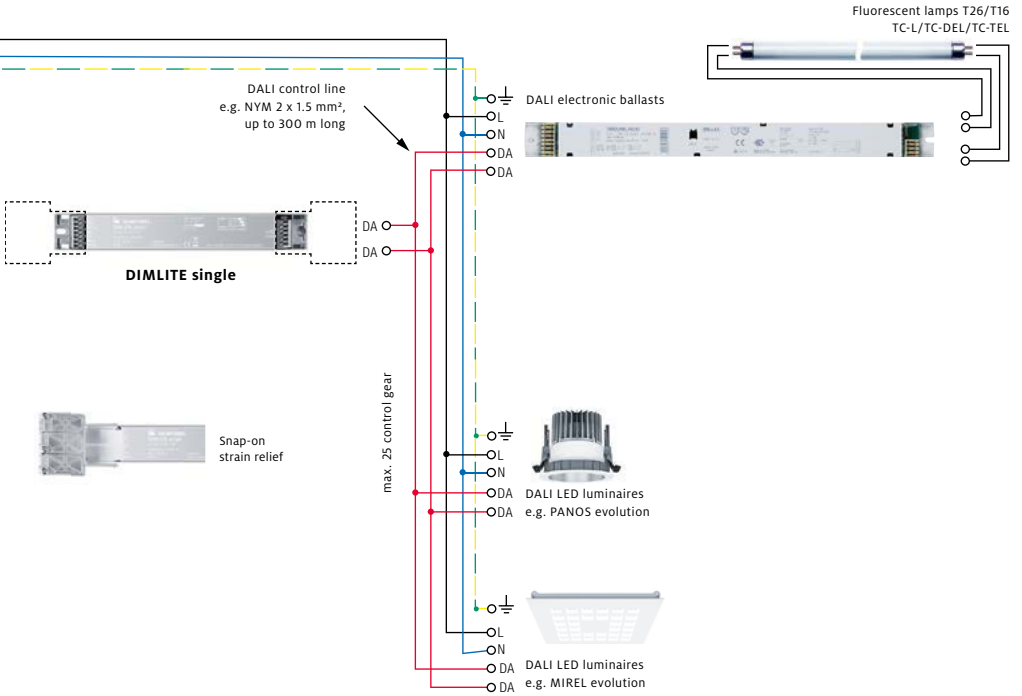 Fluorescent lamps T26/T16
TC-L/TC-DEL/TC-TEL
DALI control line
e.g. NYM 2 x 1.5 mm²,
up to 300 m long
DALI electronic ballasts
L
N
DA
DA
DA
DA
DIMLITE single
max. 25 control gear
Snap-on
strain relief
L
N
DA
DA
DALI LED luminaires
e.g. PANOS evolution
L
N
DA
DA
DALI LED luminaires
e.g. MIREL evolution